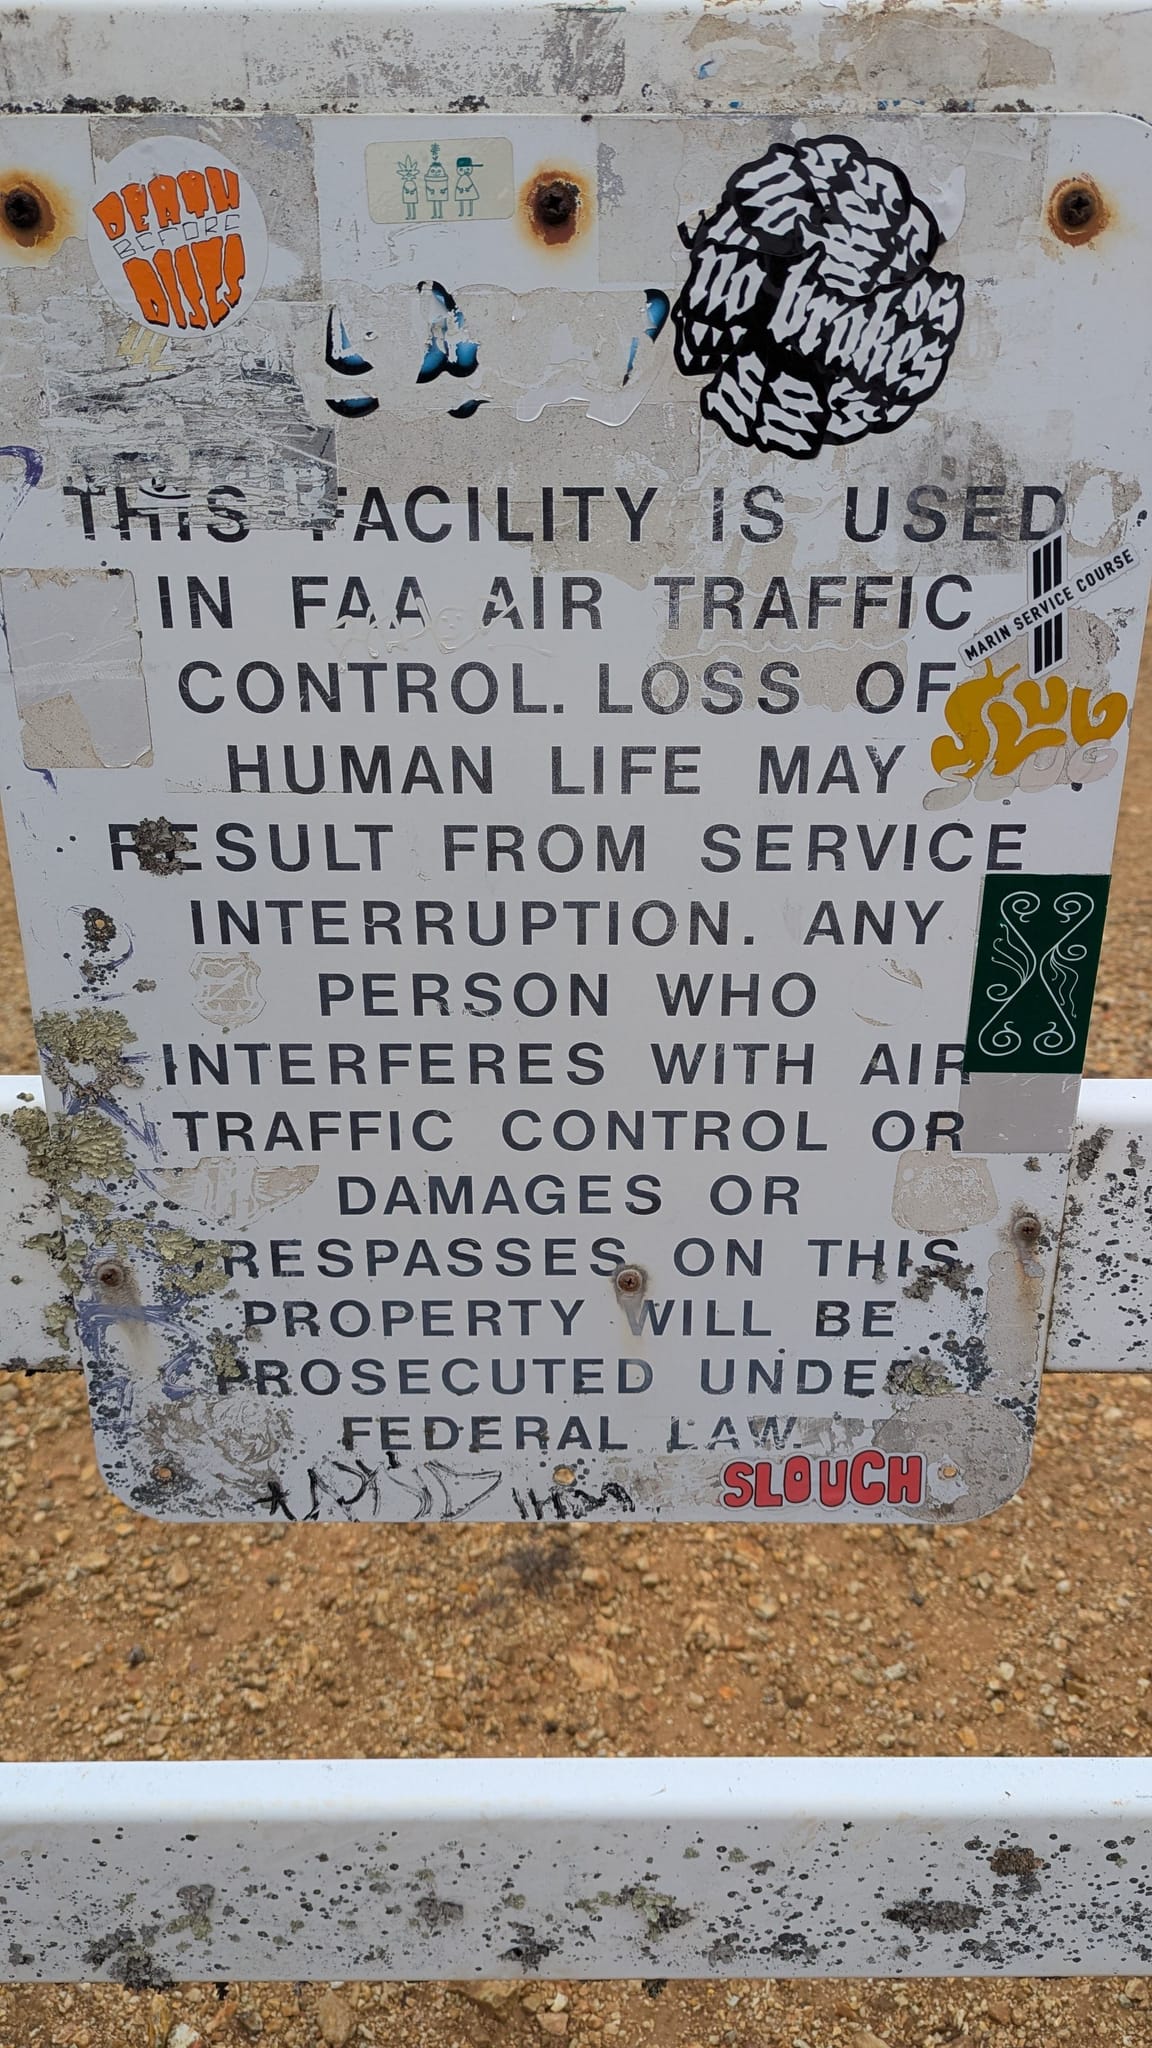 DEATH
BEFORE
DISCS
no brakes
THIS FACILITY IS USED
IN FAA AIR TRAFFIC
MARIN SERVICE COURSE
CONTROL. LOSS OF
SLUG
HUMAN LIFE MAY
RESULT FROM SERVICE
INTERRUPTION. ANY
PERSON WHO
INTERFERES WITH AIR
TRAFFIC CONTROL OR
DAMAGES OR
TRESPASSES ON THIS
PROPERTY WILL BE
PROSECUTED UNDER
FEDERAL LAW.
SLOUCH